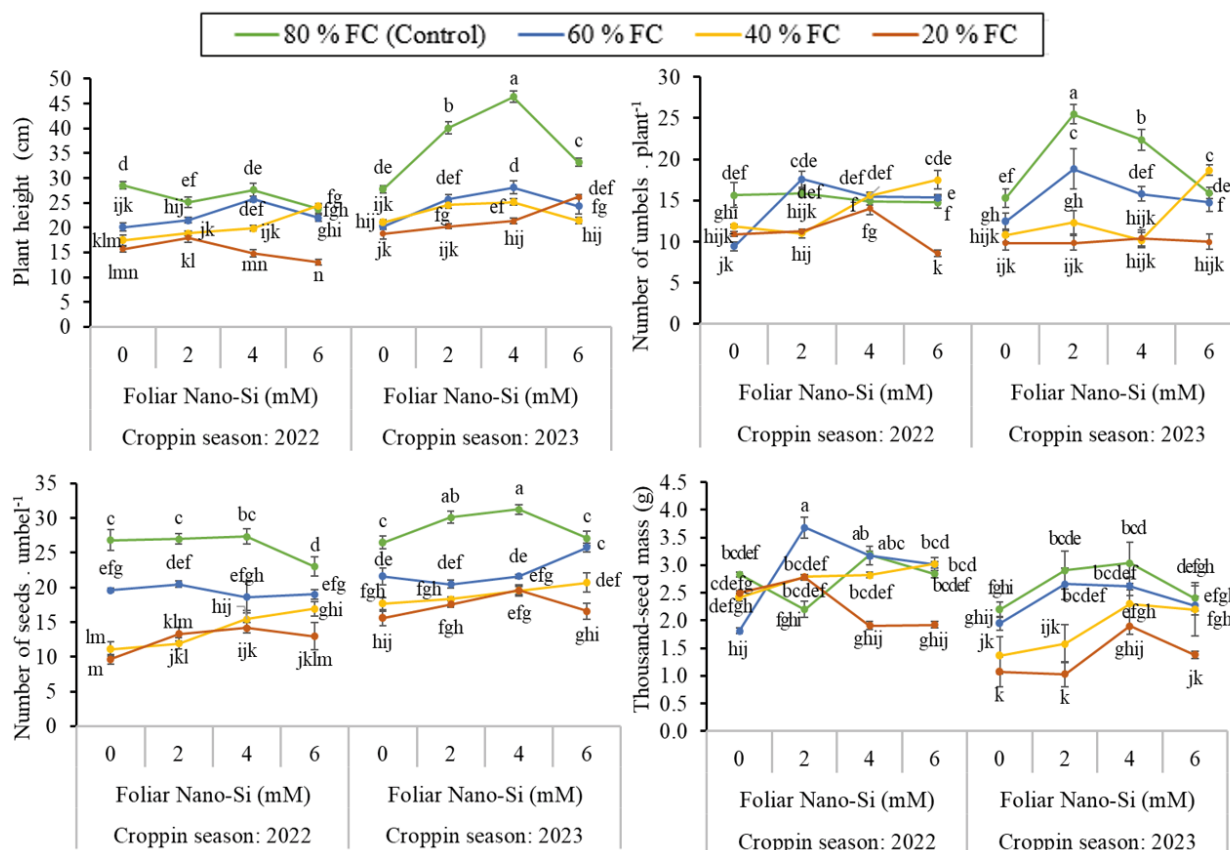 80 % FC (Control) 60 % FC 40 % FC 20 % FC
Plant height (cm)
50
45
40
35
30
25
20
15
10
5
0
d ef de fg
ijk hij def fgh
klm jk ijk ghi
lmn kl mn n
a
b
c
de def d def
ijk fg ef fg
hij
jk hij hij
0 2 4 6 0 2 4 6
Foliar Nano-Si (mM) Foliar Nano-Si (mM)
Croppin season: 2022 Croppin season: 2023
Number of umbels . plant⁻¹
30
25
20
15
10
5
0
def cde def def cde
ghi def f e
hijk hijk f
jk hij fg k
a
c b
ef def c de
gh gh hijk f
hijk
ijk ijk hijk hijk
0 2 4 6 0 2 4 6
Foliar Nano-Si (mM) Foliar Nano-Si (mM)
Croppin season: 2022 Croppin season: 2023
Number of seeds . umbel⁻¹
35
30
25
20
15
10
5
0
c c bc d
efg def efgh efg
lm klm hij ghi
m jkl ijk jklm
c ab a c
de def de c
fgh fgh efg def
hij fgh efg ghi
0 2 4 6 0 2 4 6
Foliar Nano-Si (mM) Foliar Nano-Si (mM)
Croppin season: 2022 Croppin season: 2023
Thousand-seed mass (g)
4.5
4.0
3.5
3.0
2.5
2.0
1.5
1.0
0.5
0.0
a
bcdef bcdef ab abc bcd bcd
cdefg bcdef bcdef bcdef
defgh fghi ghij ghij
hij
bcde bcd defgh
fghi bcdef bcdef efgh
ghij efgh fgh
jk ijk ghij jk
k k
0 2 4 6 0 2 4 6
Foliar Nano-Si (mM) Foliar Nano-Si (mM)
Croppin season: 2022 Croppin season: 2023